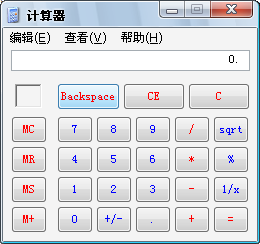 计算器
编辑(E) 查看(V) 帮助(H)
0.
Backspace CE C
MC 7 8 9 / sqrt
MR 4 5 6 * %
MS 1 2 3 - 1/x
M+ 0 +/- . + =